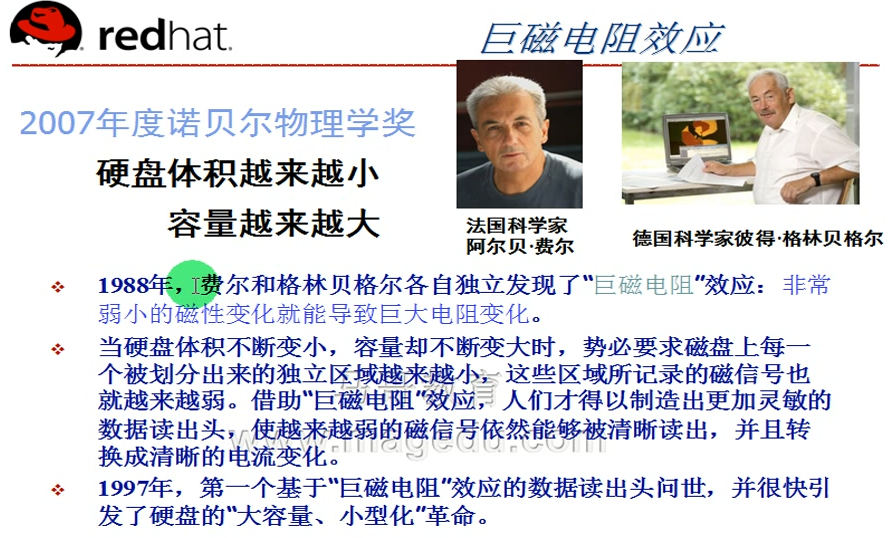 redhat.
巨磁电阻效应
2007年度诺贝尔物理学奖
硬盘体积越来越小
容量越来越大
法国科学家
阿尔贝·费尔
德国科学家彼得·格林贝格尔
1988年，费尔和格林贝格尔各自独立发现了“巨磁电阻”效应：非常
弱小的磁性变化就能导致巨大电阻变化。
当硬盘体积不断变小，容量却不断变大时，势必要求磁盘上每一
个被划分出来的独立区域越来越小，这些区域所记录的磁信号也
就越来越弱。借助“巨磁电阻”效应，人们才得以制造出更加灵敏的
数据读出头，使越来越弱的磁信号依然能够被清晰读出，并且转
换成清晰的电流变化。
1997年，第一个基于“巨磁电阻”效应的数据读出头问世，并很快引
发了硬盘的“大容量、小型化”革命。
马哥教育
www.magedu.com